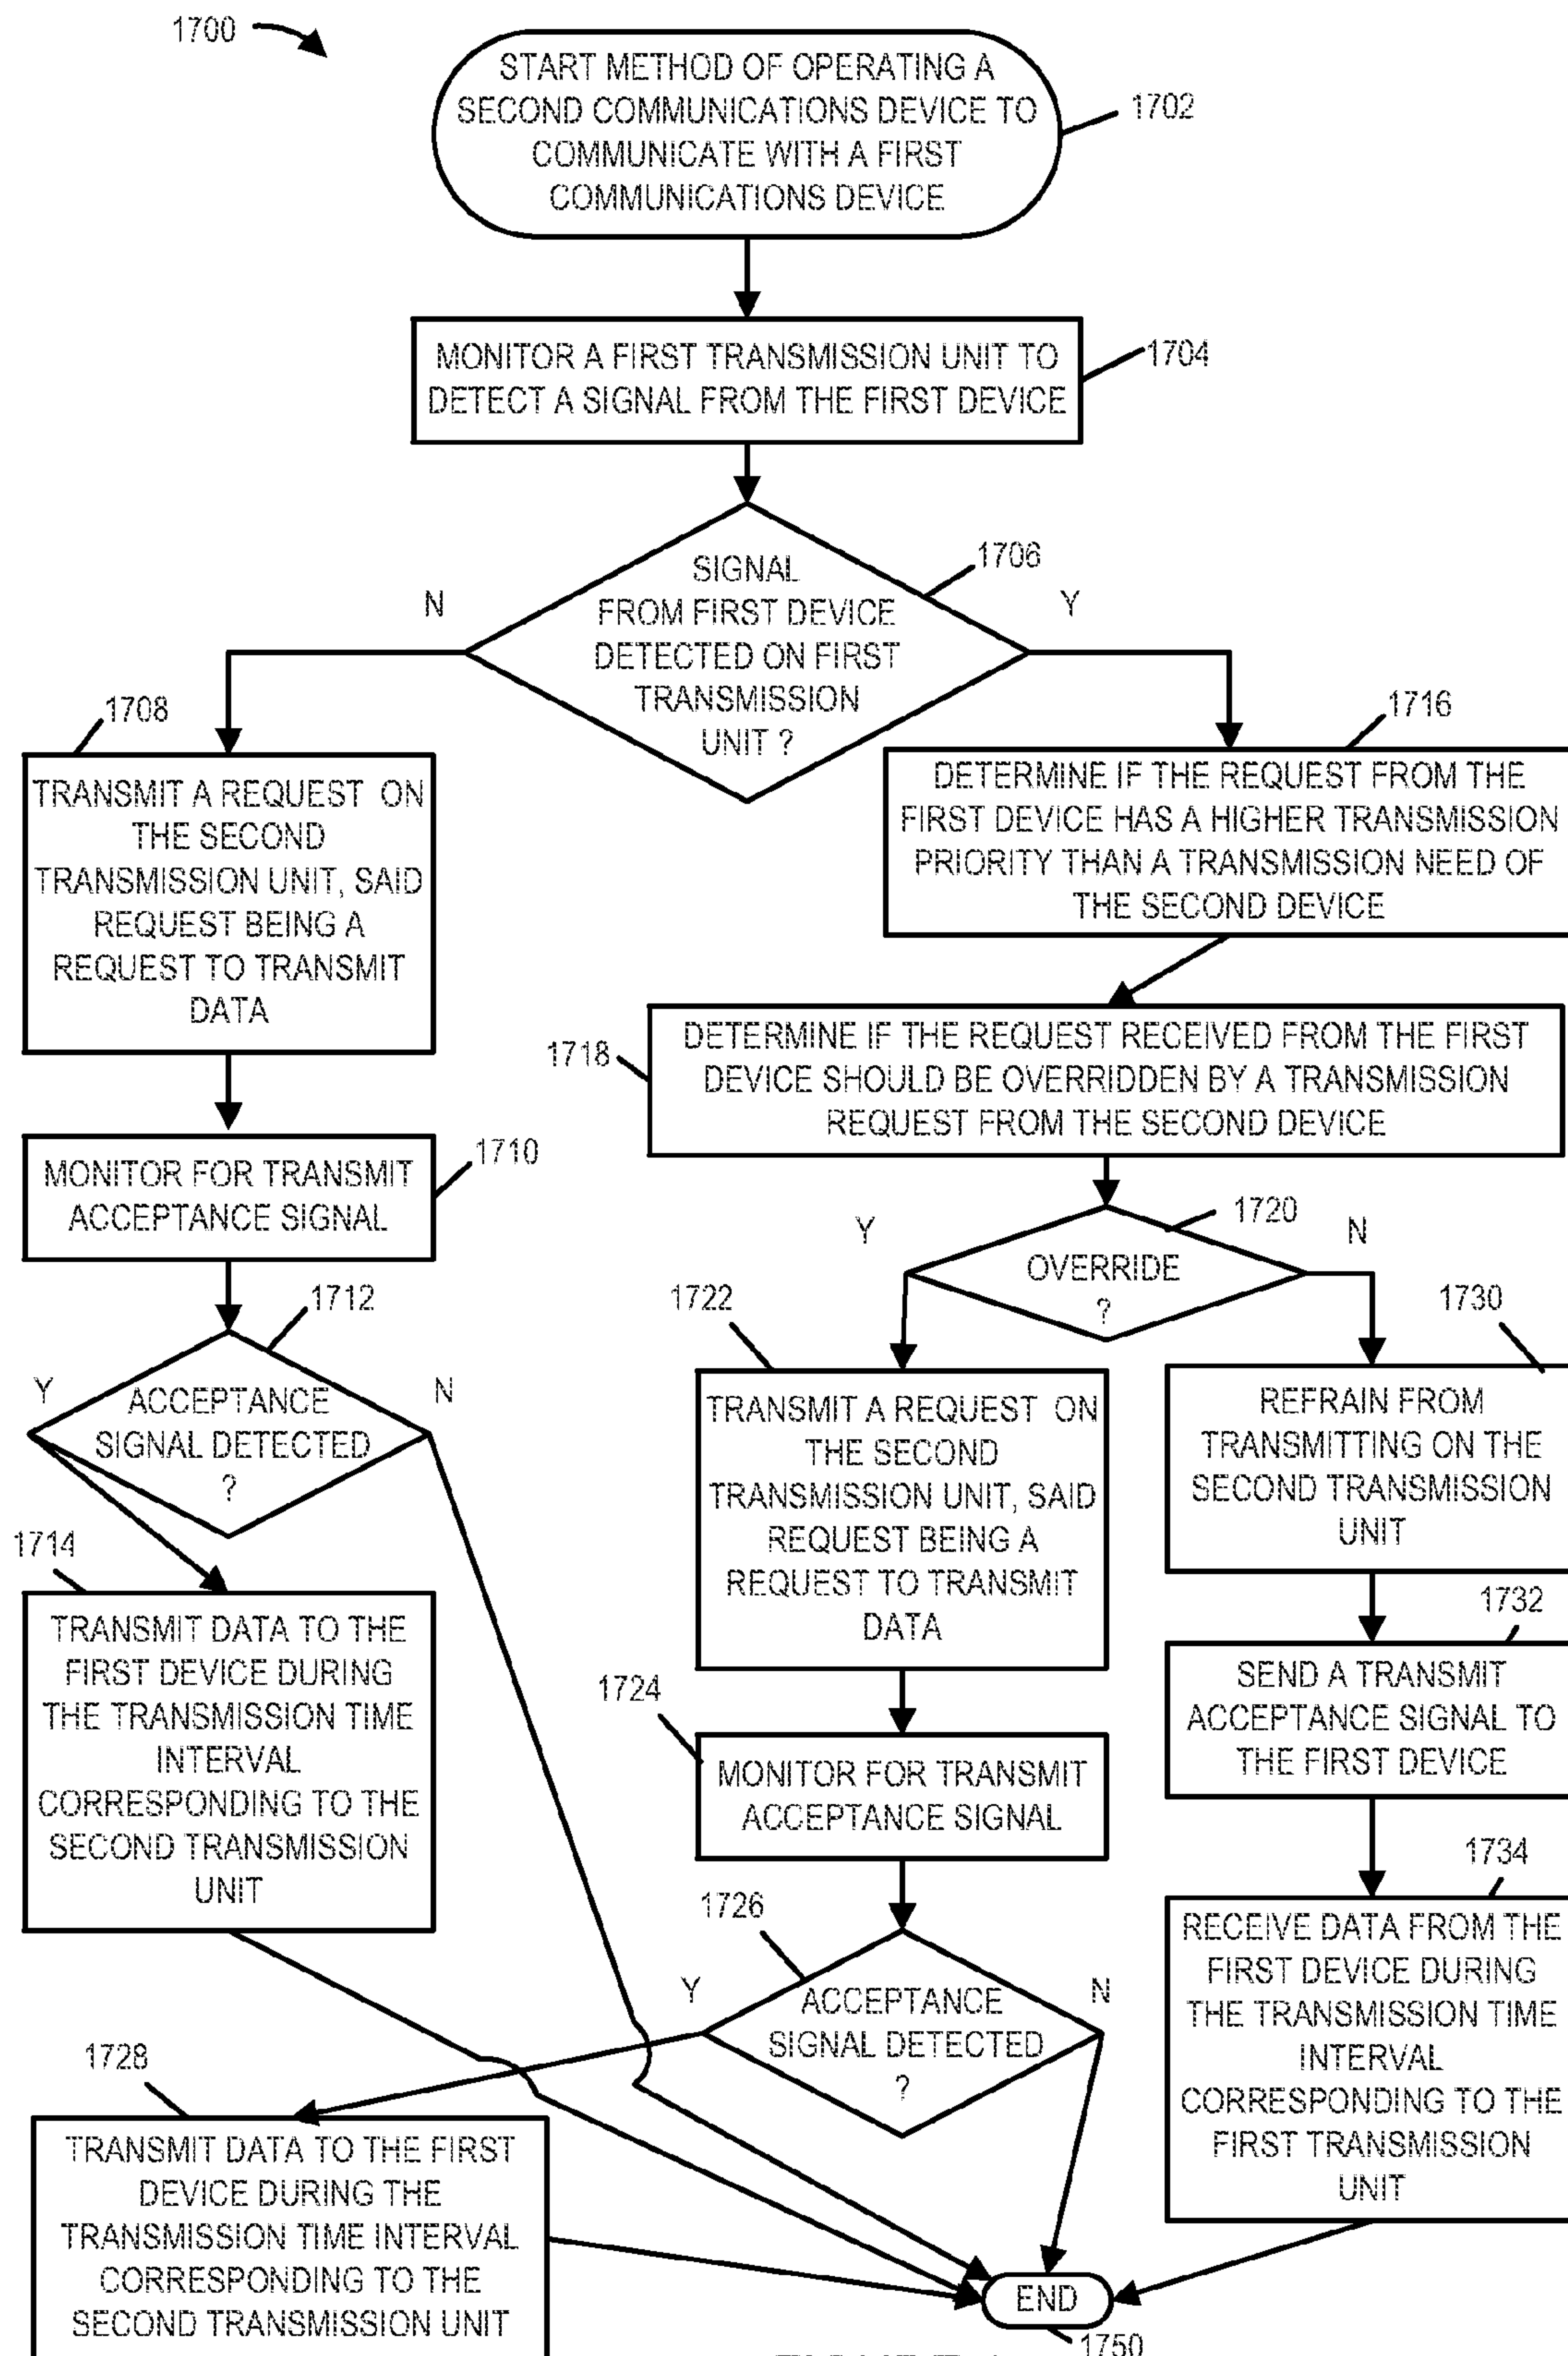 1700
START METHOD OF OPERATING A
SECOND COMMUNICATIONS DEVICE TO
COMMUNICATE WITH A FIRST
COMMUNICATIONS DEVICE
1702
MONITOR A FIRST TRANSMISSION UNIT TO
DETECT A SIGNAL FROM THE FIRST DEVICE
1704
SIGNAL
FROM FIRST DEVICE
DETECTED ON FIRST
TRANSMISSION
UNIT ?
1706
N
Y
1708
TRANSMIT A REQUEST ON
THE SECOND
TRANSMISSION UNIT, SAID
REQUEST BEING A
REQUEST TO TRANSMIT
DATA
1716
DETERMINE IF THE REQUEST FROM THE
FIRST DEVICE HAS A HIGHER TRANSMISSION
PRIORITY THAN A TRANSMISSION NEED OF
THE SECOND DEVICE
1718
DETERMINE IF THE REQUEST RECEIVED FROM THE FIRST
DEVICE SHOULD BE OVERRIDDEN BY A TRANSMISSION
REQUEST FROM THE SECOND DEVICE
MONITOR FOR TRANSMIT
ACCEPTANCE SIGNAL
1710
Y
OVERRIDE
?
1720
N
1712
Y
ACCEPTANCE
SIGNAL DETECTED
?
N
1722
TRANSMIT A REQUEST ON
THE SECOND
TRANSMISSION UNIT, SAID
REQUEST BEING A
REQUEST TO TRANSMIT
DATA
1730
REFRAIN FROM
TRANSMITTING ON THE
SECOND TRANSMISSION
UNIT
1714
TRANSMIT DATA TO THE
FIRST DEVICE DURING
THE TRANSMISSION TIME
INTERVAL
CORRESPONDING TO THE
SECOND TRANSMISSION
UNIT
1732
SEND A TRANSMIT
ACCEPTANCE SIGNAL TO
THE FIRST DEVICE
1724
MONITOR FOR TRANSMIT
ACCEPTANCE SIGNAL
1734
RECEIVE DATA FROM THE
FIRST DEVICE DURING
THE TRANSMISSION TIME
INTERVAL
CORRESPONDING TO THE
FIRST TRANSMISSION
UNIT
1726
Y
ACCEPTANCE
SIGNAL DETECTED
?
N
1728
TRANSMIT DATA TO THE FIRST
DEVICE DURING THE
TRANSMISSION TIME INTERVAL
CORRESPONDING TO THE
SECOND TRANSMISSION UNIT
END
1750